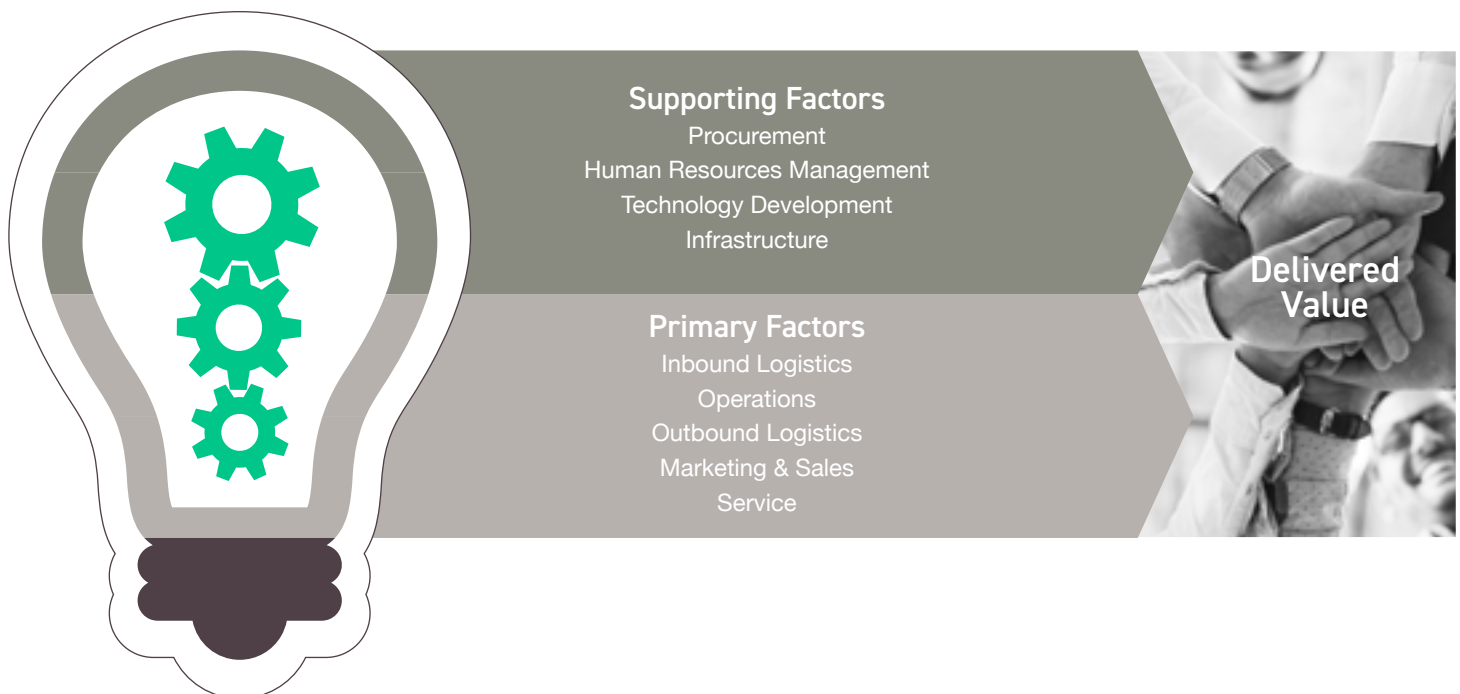 Supporting Factors
Procurement
Human Resources Management
Technology Development
Infrastructure
Primary Factors
Inbound Logistics
Operations
Outbound Logistics
Marketing & Sales
Service
Delivered
Value